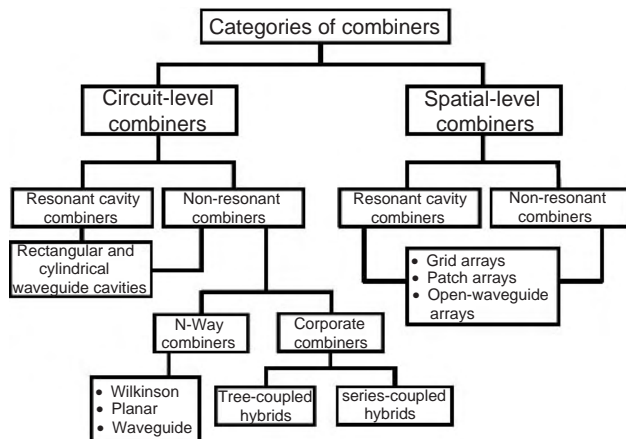 Categories of combiners
Circuit-level
combiners
Spatial-level
combiners
Resonant cavity
combiners
Non-resonant
combiners
Resonant cavity
combiners
Non-resonant
combiners
Rectangular and
cylindrical
waveguide cavities
• Grid arrays
• Patch arrays
• Open-waveguide
arrays
N-Way
combiners
Corporate
combiners
• Wilkinson
• Planar
• Waveguide
Tree-coupled
hybrids
series-coupled
hybrids